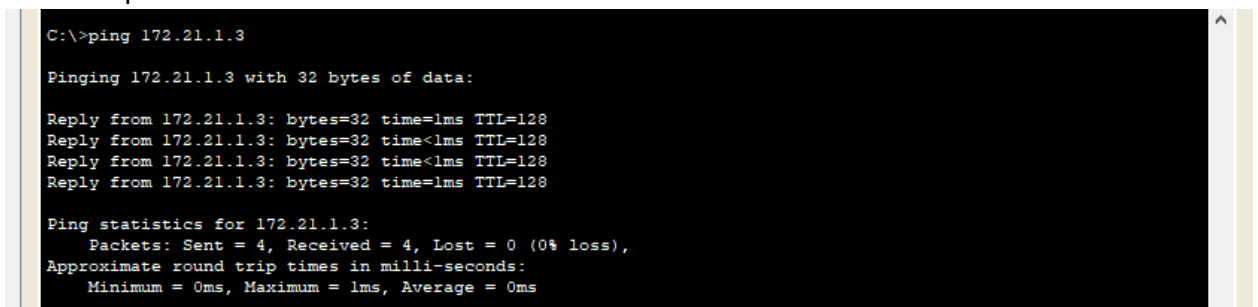 C:\>ping 172.21.1.3
Pinging 172.21.1.3 with 32 bytes of data:
Reply from 172.21.1.3: bytes=32 time=1ms TTL=128
Reply from 172.21.1.3: bytes=32 time<1ms TTL=128
Reply from 172.21.1.3: bytes=32 time<1ms TTL=128
Reply from 172.21.1.3: bytes=32 time=1ms TTL=128
Ping statistics for 172.21.1.3:
Packets: Sent = 4, Received = 4, Lost = 0 (0% loss),
Approximate round trip times in milli-seconds:
Minimum = 0ms, Maximum = 1ms, Average = 0ms